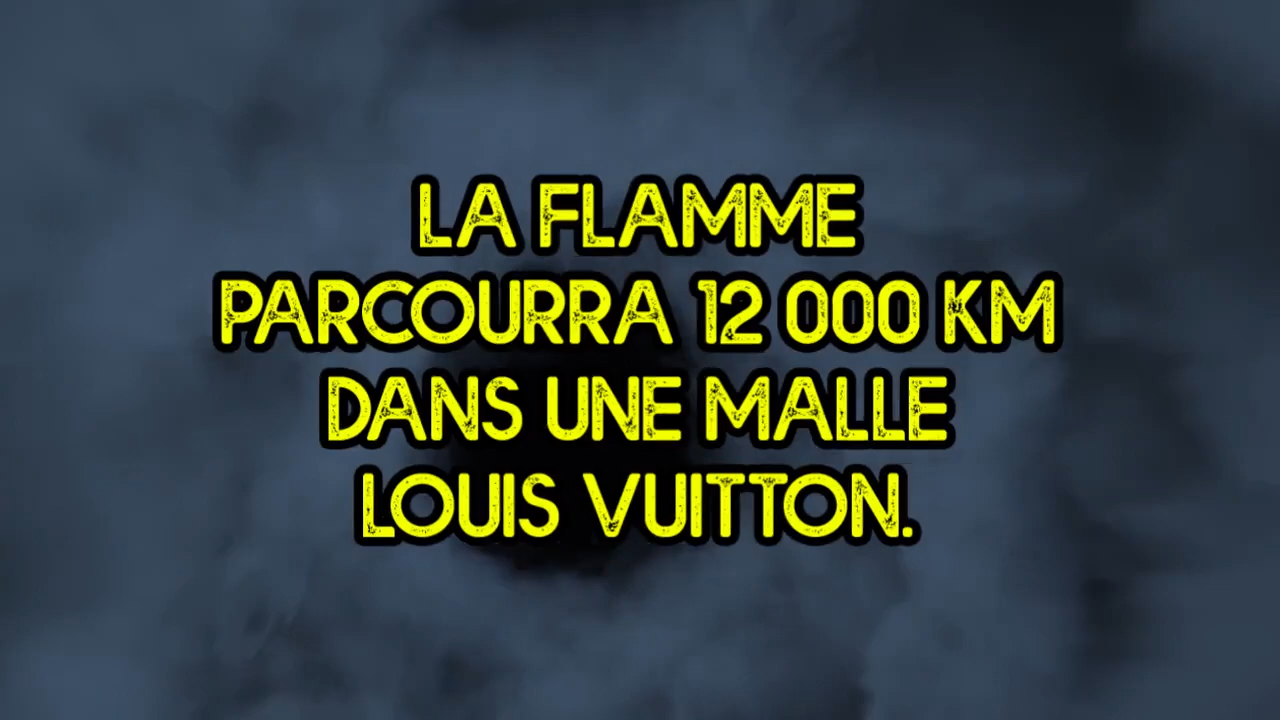 LA FLAMME
PARCOURRA 12 000 KM
DANS UNE MALLE
LOUIS VUITTON.